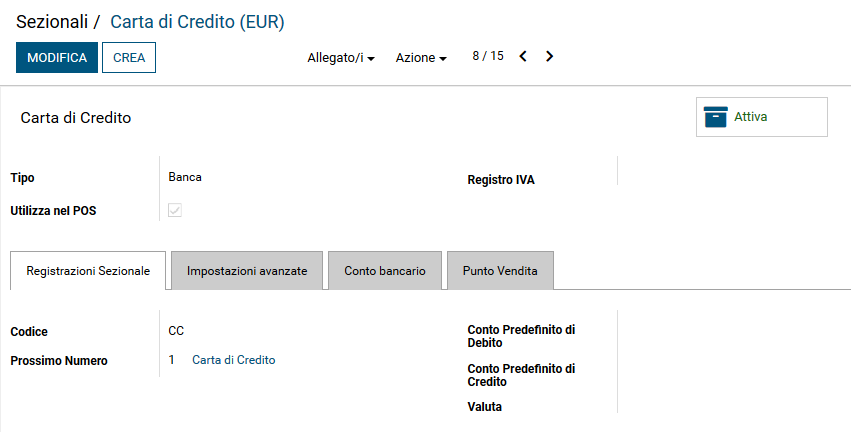 Sezionali / Carta di Credito (EUR)
MODIFICA CREA Allegato/i Azione 8 / 15
Carta di Credito Attiva
Tipo Banca Registro IVA
Utilizza nel POS
Registrazioni Sezionale Impostazioni avanzate Conto bancario Punto Vendita
Codice CC Conto Predefinito di
Debito
Prossimo Numero 1 Carta di Credito Conto Predefinito di
Credito
Valuta